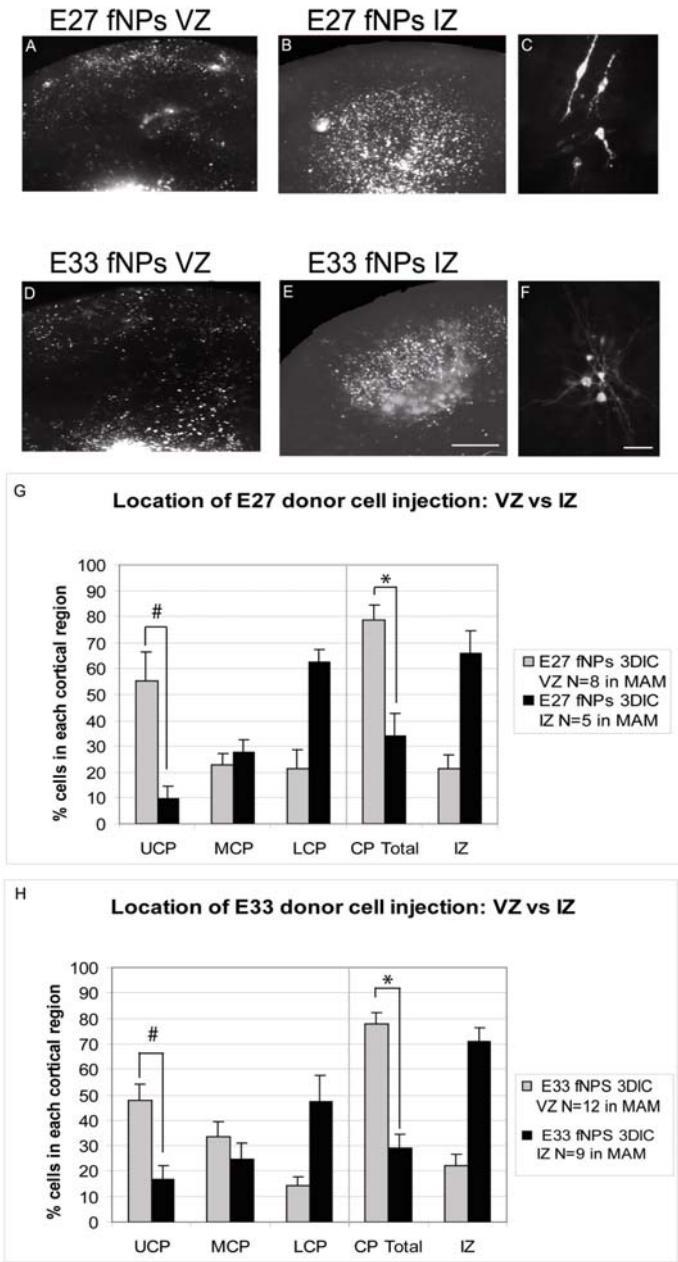 E27 fNPs VZ
E27 fNPs IZ
A
B
C
E33 fNPs VZ
E33 fNPs IZ
D
E
F
G
Location of E27 donor cell injection: VZ vs IZ
% cells in each cortical region
100
90
80
70
60
50
40
30
20
10
0
#
*
UCP
MCP
LCP
CP Total
IZ
E27 fNPs 3DIC
VZ N=8 in MAM
E27 fNPs 3DIC
IZ N=5 in MAM
H
Location of E33 donor cell injection: VZ vs IZ
% cells in each cortical region
100
90
80
70
60
50
40
30
20
10
0
#
*
UCP
MCP
LCP
CP Total
IZ
E33 fNPS 3DIC
VZ N=12 in MAM
E33 fNPS 3DIC
IZ N=9 in MAM